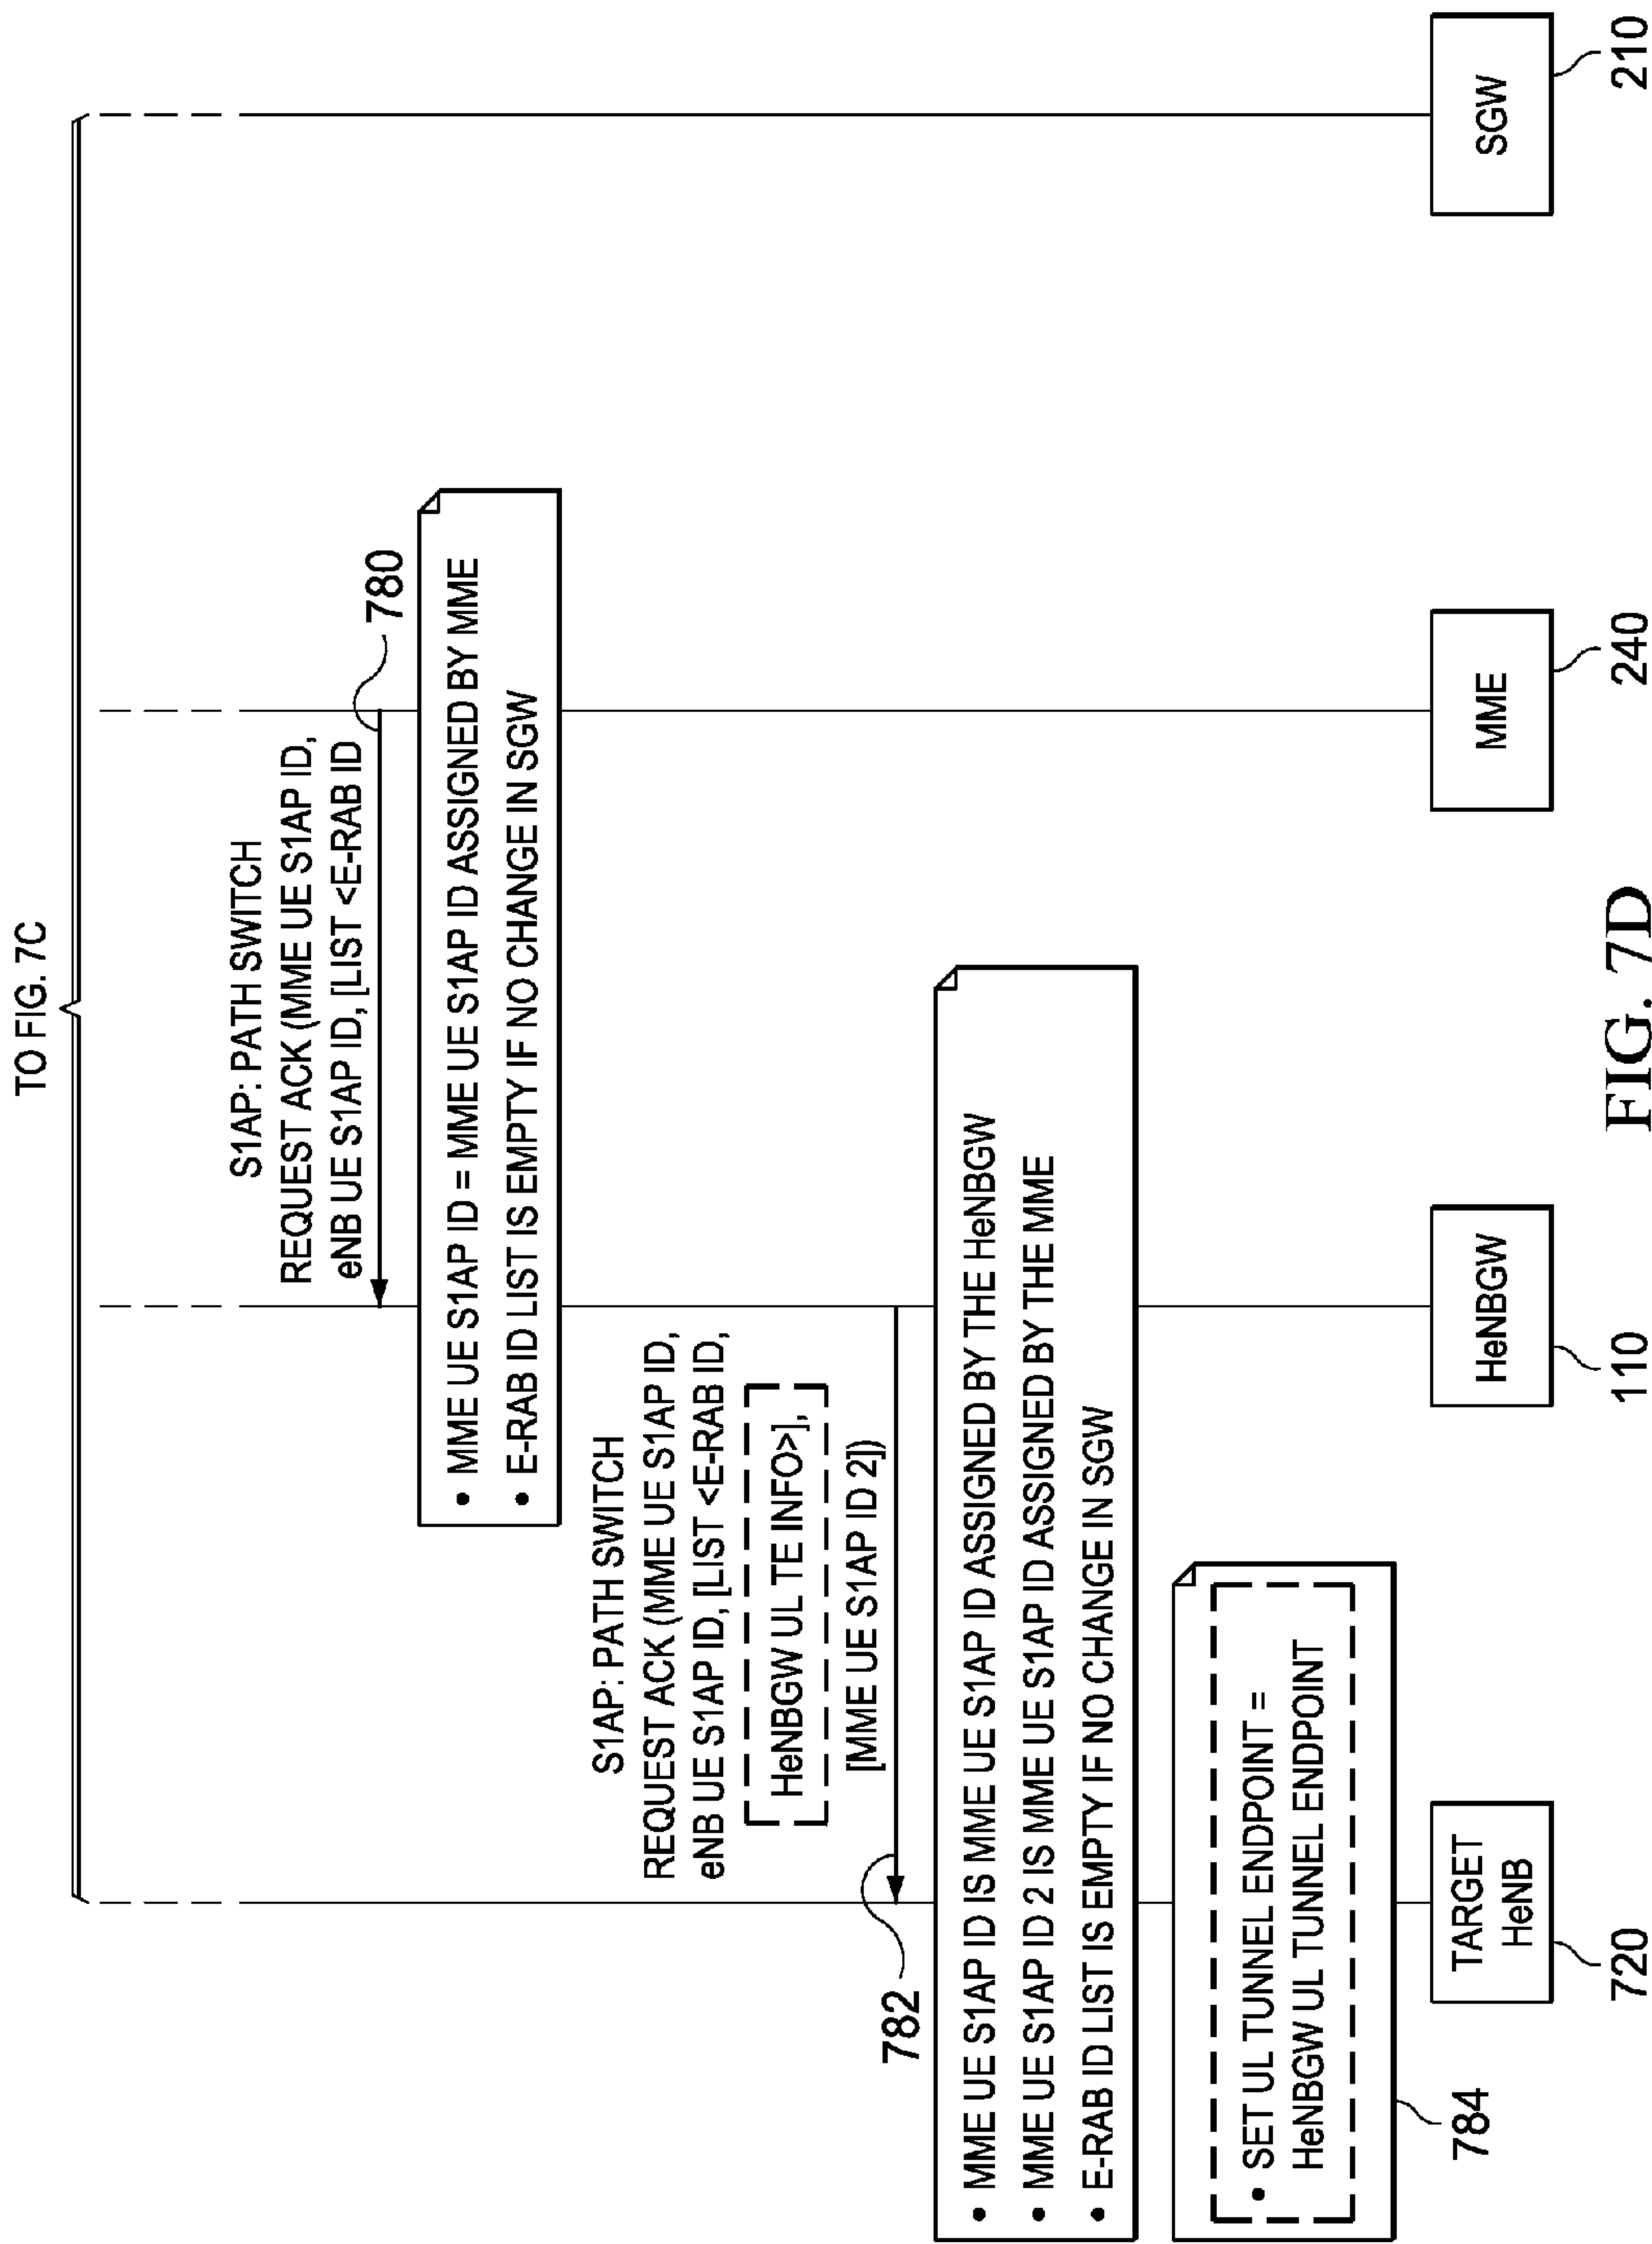 TO FIG. 7C
S1AP: PATH SWITCH
REQUEST ACK (MME UE S1AP ID,
eNB UE S1AP ID, [LIST <E-RAB ID
780
• MME UE S1AP ID = MME UE S1AP ID ASSIGNED BY MME
• E-RAB ID LIST IS EMPTY IF NO CHANGE IN SGW
S1AP: PATH SWITCH
REQUEST ACK (MME UE S1AP ID,
eNB UE S1AP ID, [LIST <E-RAB ID,
HeNBGW UL TE INFO>],
[MME UE S1AP ID 2])
782
• MME UE S1AP ID IS MME UE S1AP ID ASSIGNED BY THE HeNBGW
• MME UE S1AP ID 2 IS MME UE S1AP ID ASSIGNED BY THE MME
• E-RAB ID LIST IS EMPTY IF NO CHANGE IN SGW
• SET UL TUNNEL ENDPOINT =
HeNBGW UL TUNNEL ENDPOINT
784
TARGET
HeNB
720
HeNBGW
110
MME
240
SGW
210
FIG. 7D